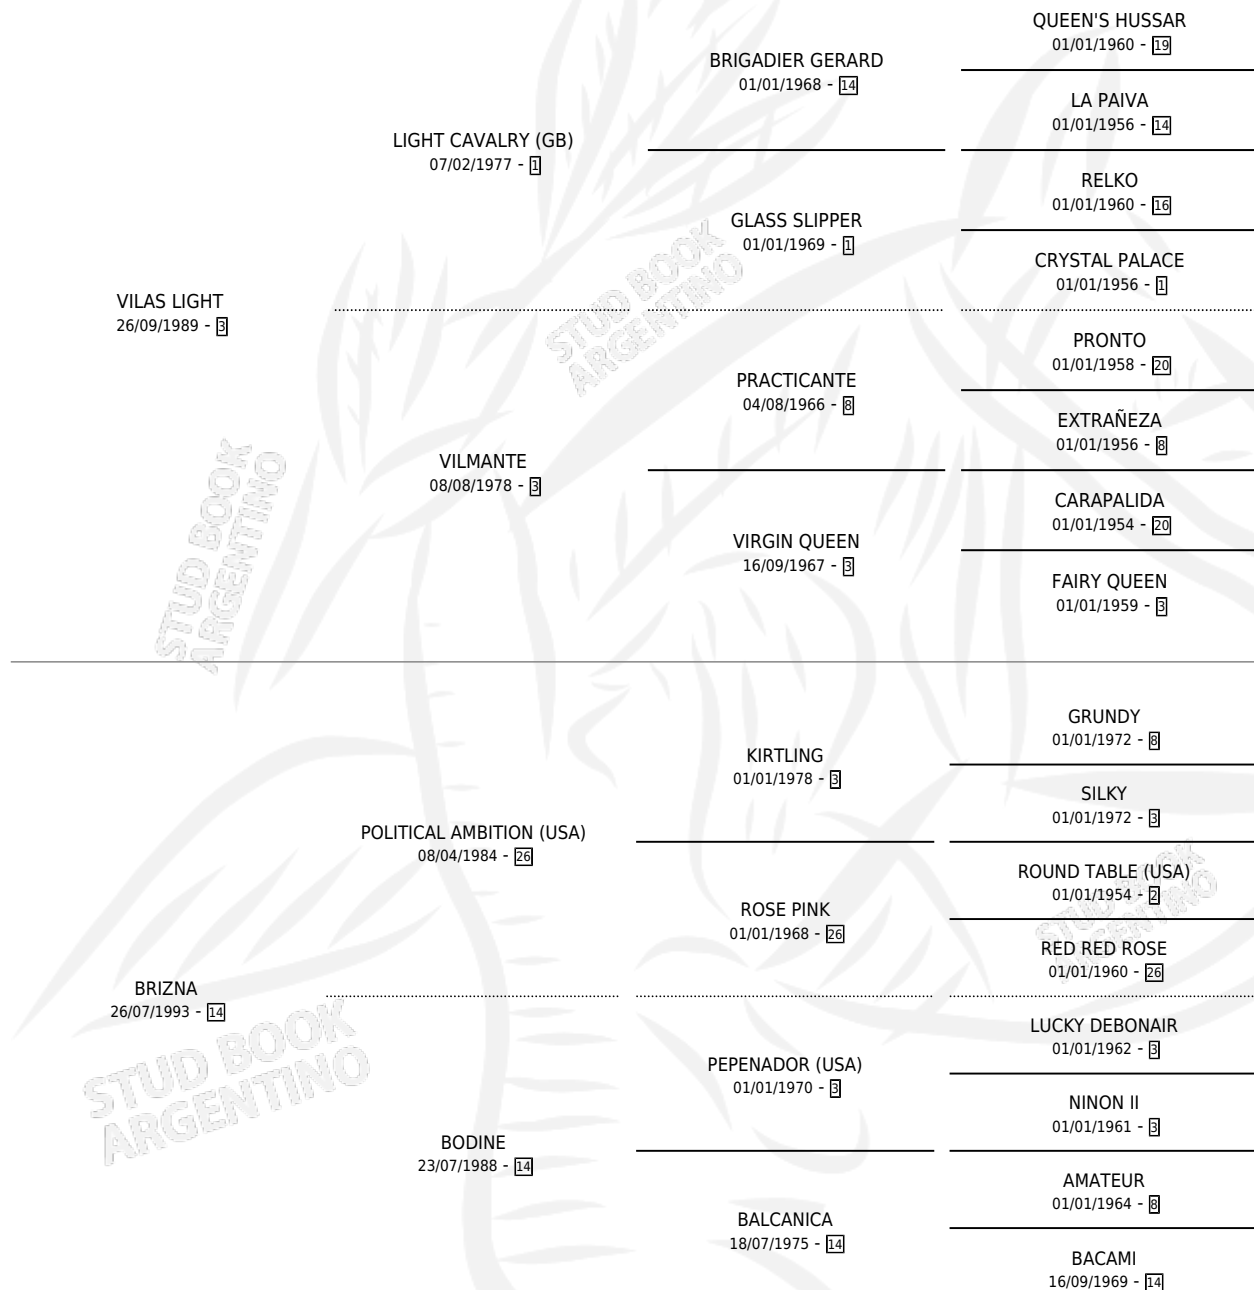 QUEEN'S HUSSAR
01/01/1960 - 19
BRIGADIER GERARD
01/01/1968 - 14
LA PAIVA
01/01/1956 - 14
LIGHT CAVALRY (GB)
07/02/1977 - 1
RELKO
01/01/1960 - 16
GLASS SLIPPER
01/01/1969 - 1
CRYSTAL PALACE
01/01/1956 - 1
VILAS LIGHT
26/09/1989 - 3
STUD BOOK
ARGENTINO
PRONTO
01/01/1958 - 20
PRACTICANTE
04/08/1966 - 8
EXTRAÑEZA
01/01/1956 - 8
VILMANTE
08/08/1978 - 3
CARAPALIDA
01/01/1954 - 20
VIRGIN QUEEN
16/09/1967 - 3
FAIRY QUEEN
01/01/1959 - 3
STUD BOOK
ARGENTINO
GRUNDY
01/01/1972 - 8
KIRTLING
01/01/1978 - 3
SILKY
01/01/1972 - 3
POLITICAL AMBITION (USA)
08/04/1984 - 26
ROUND TABLE (USA)
01/01/1954 - 2
ROSE PINK
01/01/1968 - 26
RED RED ROSE
01/01/1960 - 26
STUD BOOK
ARGENTINO
BRIZNA
26/07/1993 - 14
LUCKY DEBONAIR
01/01/1962 - 3
PEPENADOR (USA)
01/01/1970 - 3
NINON II
01/01/1961 - 3
STUD BOOK
ARGENTINO
BODINE
23/07/1988 - 14
AMATEUR
01/01/1964 - 8
BALCANICA
18/07/1975 - 14
BACAMI
16/09/1969 - 14